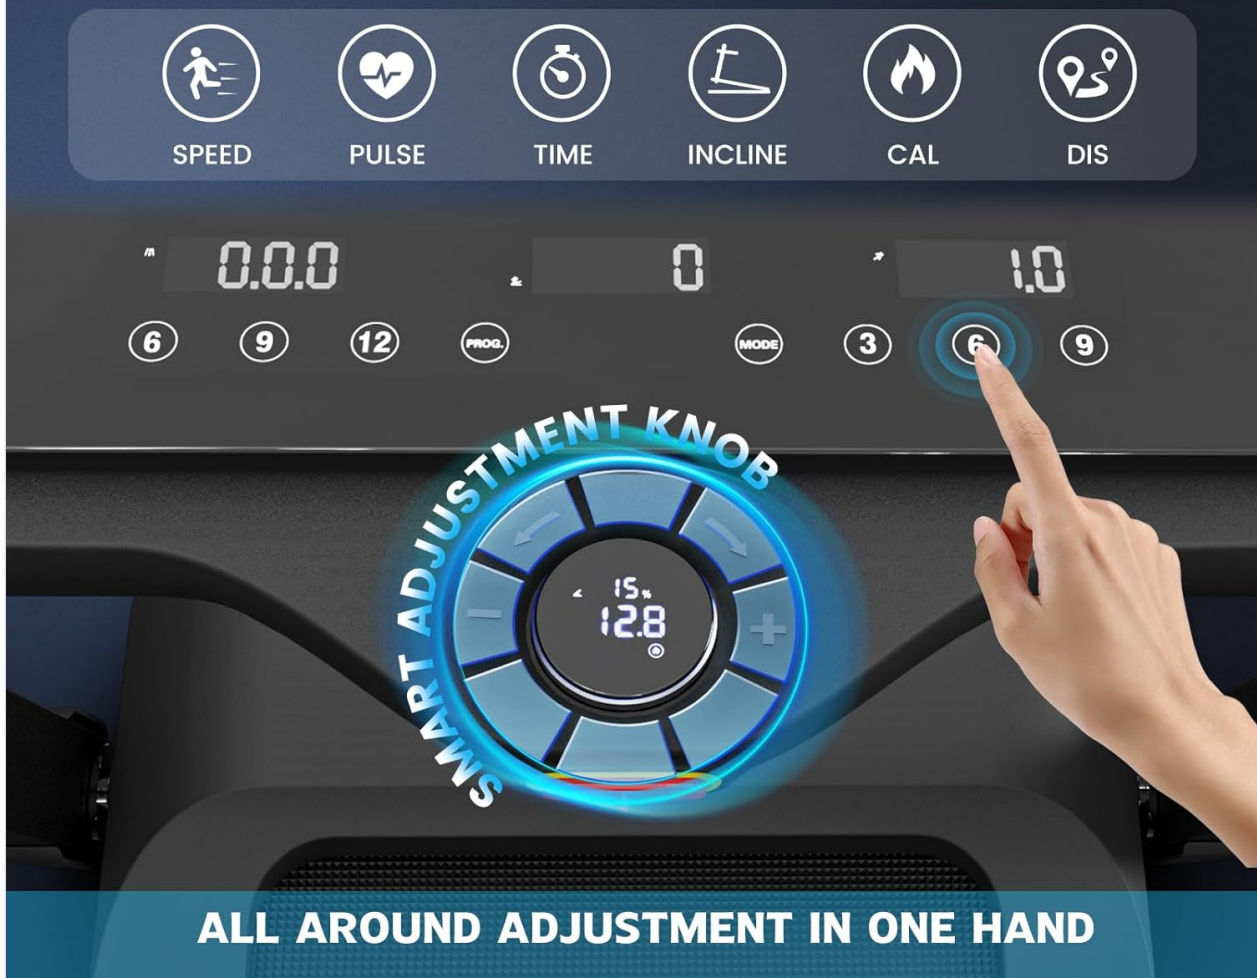 SPEED
PULSE
TIME
INCLINE
CAL
DIS
0.0.0
0
1.0
6
9
12
PROG.
MODE
3
6
9
SMART ADJUSTMENT KNOB
15%
12.8
- +
ALL AROUND ADJUSTMENT IN ONE HAND